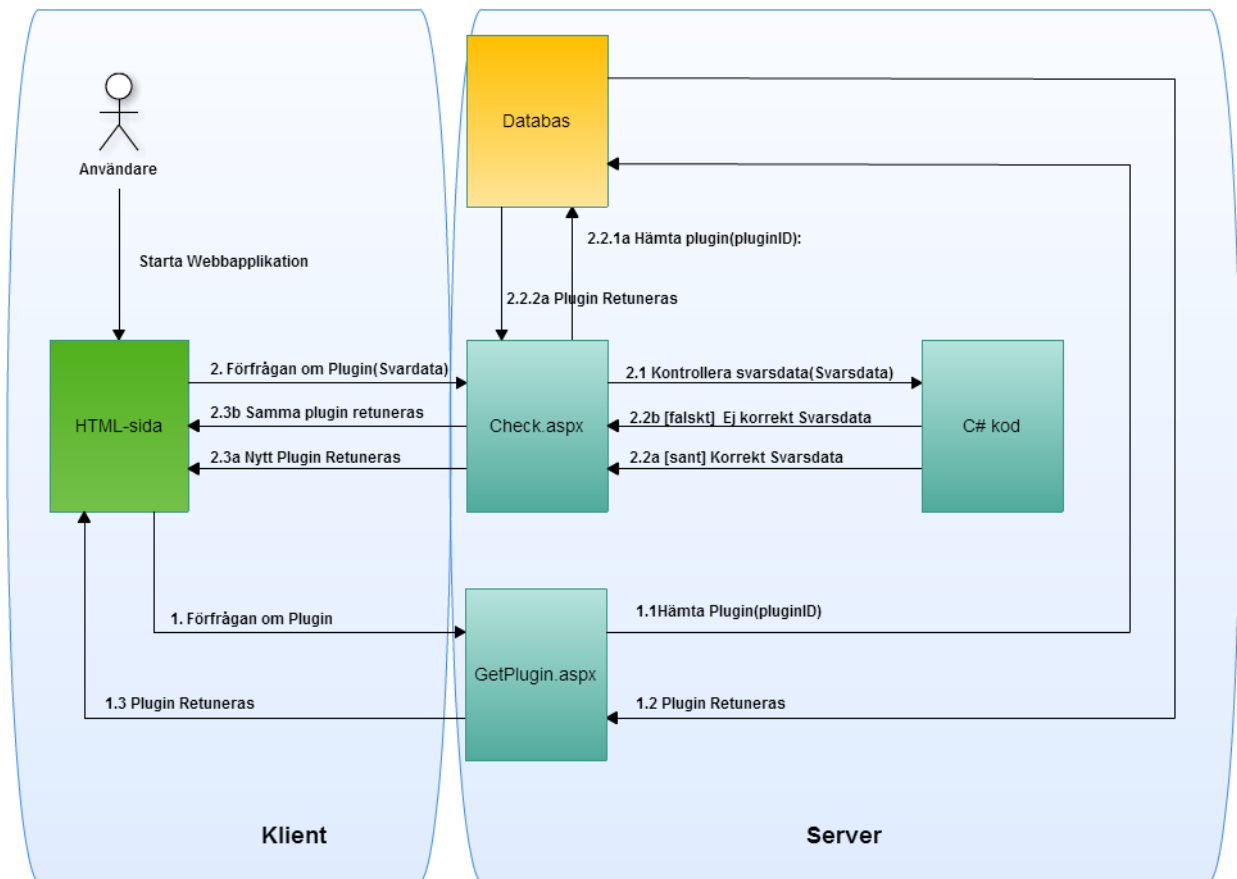 Databas
Användare
2.2.1a Hämta plugin(pluginID):
Starta Webbapplikation
2.2.2a Plugin Retuneras
2. Förfrågan om Plugin(Svardata)
2.1 Kontrollera svarsdata(Svarsdata)
2.3b Samma plugin retuneras
2.2b [falskt] Ej korrekt Svarsdata
HTML-sida
Check.aspx
C# kod
2.3a Nytt Plugin Retuneras
2.2a [sant] Korrekt Svarsdata
1. Förfrågan om Plugin
1.1Hämta Plugin(pluginID)
GetPlugin.aspx
1.3 Plugin Retuneras
1.2 Plugin Retuneras
Klient
Server